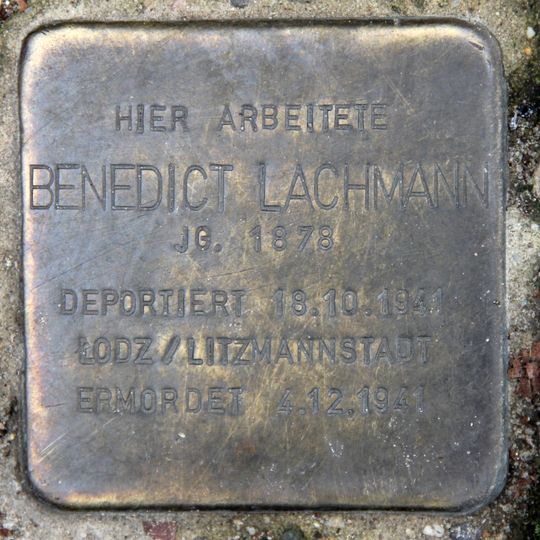 HIER ARBEITETE
BENEDICT LACHMANN
JG. 1878
DEPORTIERT 18.10.1941
ŁODZ / LITZMANNSTADT
ERMORDET 4.12.1941